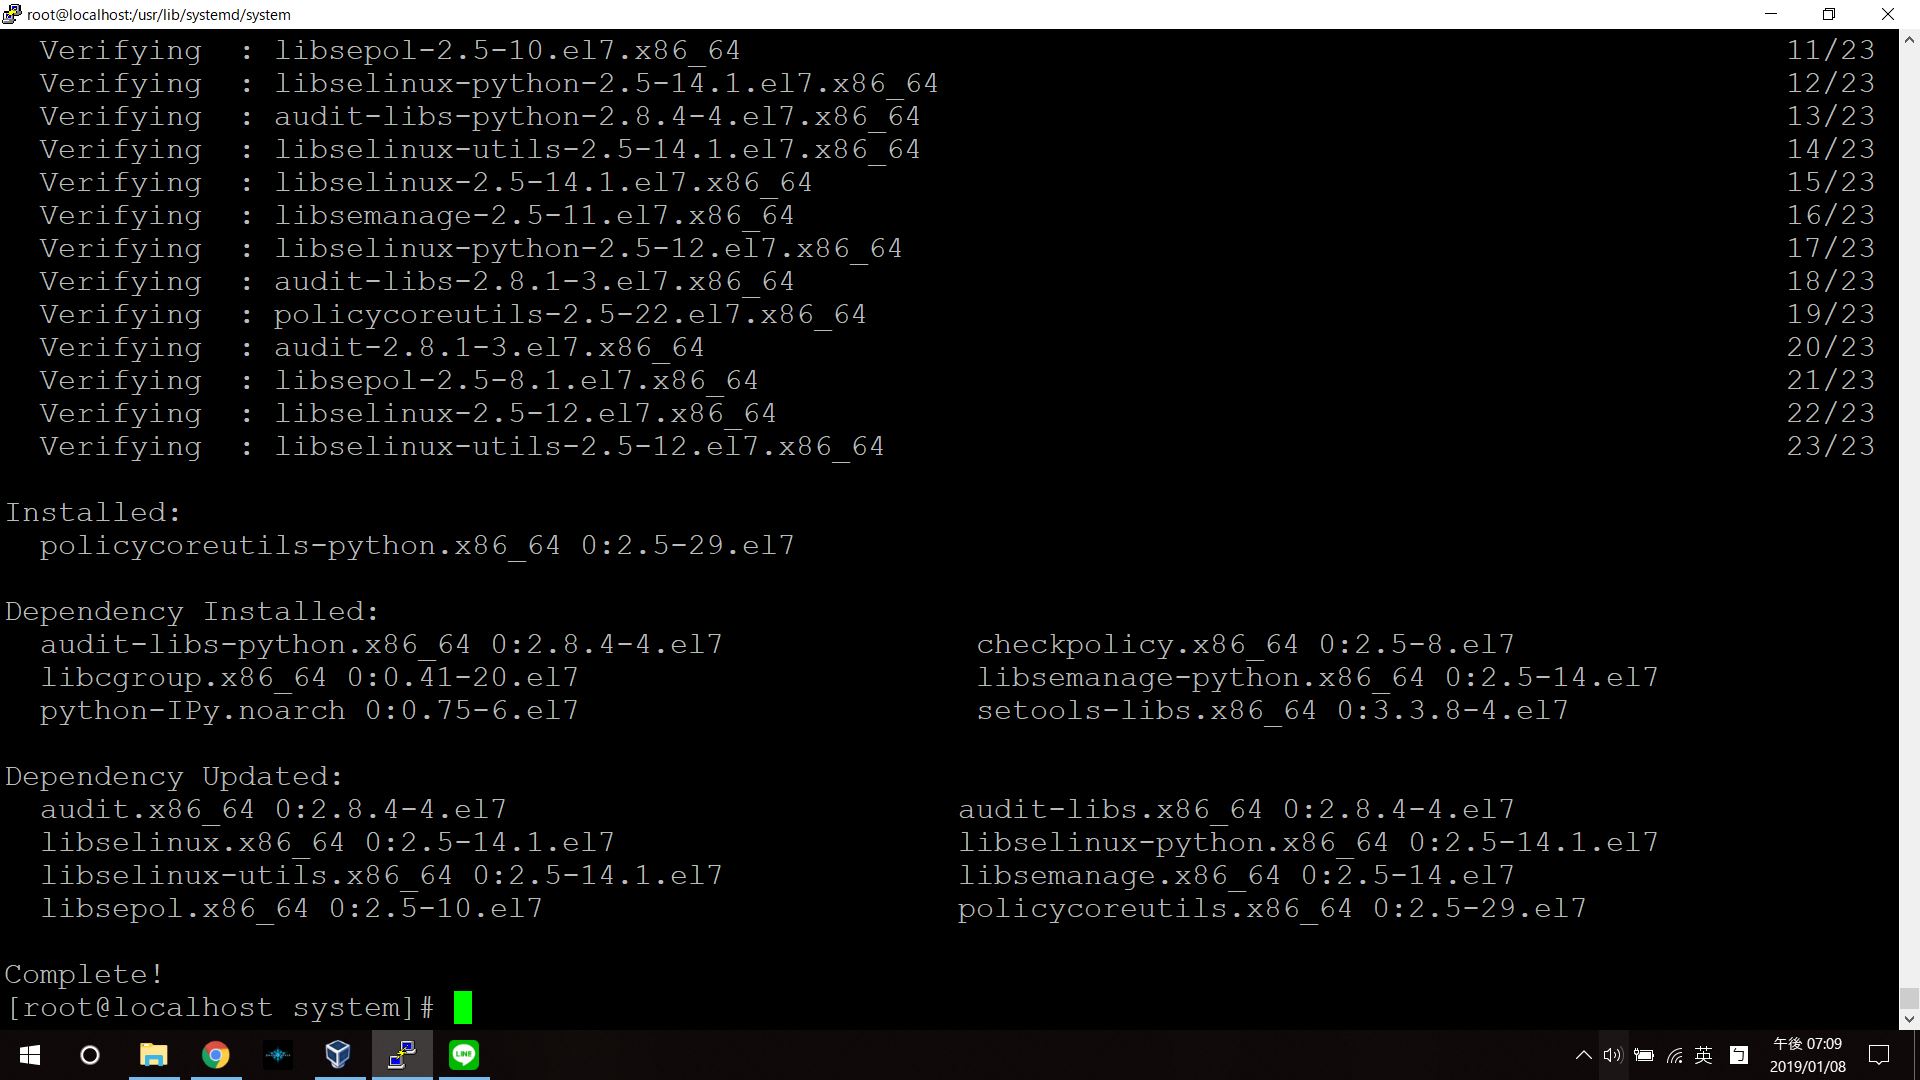 root@localhost:/usr/lib/systemd/system
Verifying : libsepol-2.5-10.el7.x86_64 11/23
Verifying : libselinux-python-2.5-14.1.el7.x86_64 12/23
Verifying : audit-libs-python-2.8.4-4.el7.x86_64 13/23
Verifying : libselinux-utils-2.5-14.1.el7.x86_64 14/23
Verifying : libselinux-2.5-14.1.el7.x86_64 15/23
Verifying : libsemanage-2.5-11.el7.x86_64 16/23
Verifying : libselinux-python-2.5-12.el7.x86_64 17/23
Verifying : audit-libs-2.8.1-3.el7.x86_64 18/23
Verifying : policycoreutils-2.5-22.el7.x86_64 19/23
Verifying : audit-2.8.1-3.el7.x86_64 20/23
Verifying : libsepol-2.5-8.1.el7.x86_64 21/23
Verifying : libselinux-2.5-12.el7.x86_64 22/23
Verifying : libselinux-utils-2.5-12.el7.x86_64 23/23
Installed:
policycoreutils-python.x86_64 0:2.5-29.el7
Dependency Installed:
audit-libs-python.x86_64 0:2.8.4-4.el7 checkpolicy.x86_64 0:2.5-8.el7
libcgroup.x86_64 0:0.41-20.el7 libsemanage-python.x86_64 0:2.5-14.el7
python-IPy.noarch 0:0.75-6.el7 setools-libs.x86_64 0:3.3.8-4.el7
Dependency Updated:
audit.x86_64 0:2.8.4-4.el7 audit-libs.x86_64 0:2.8.4-4.el7
libselinux.x86_64 0:2.5-14.1.el7 libselinux-python.x86_64 0:2.5-14.1.el7
libselinux-utils.x86_64 0:2.5-14.1.el7 libsemanage.x86_64 0:2.5-14.el7
libsepol.x86_64 0:2.5-10.el7 policycoreutils.x86_64 0:2.5-29.el7
Complete!
[root@localhost system]#
LINE
英
ㄅ
午後 07:09
2019/01/08